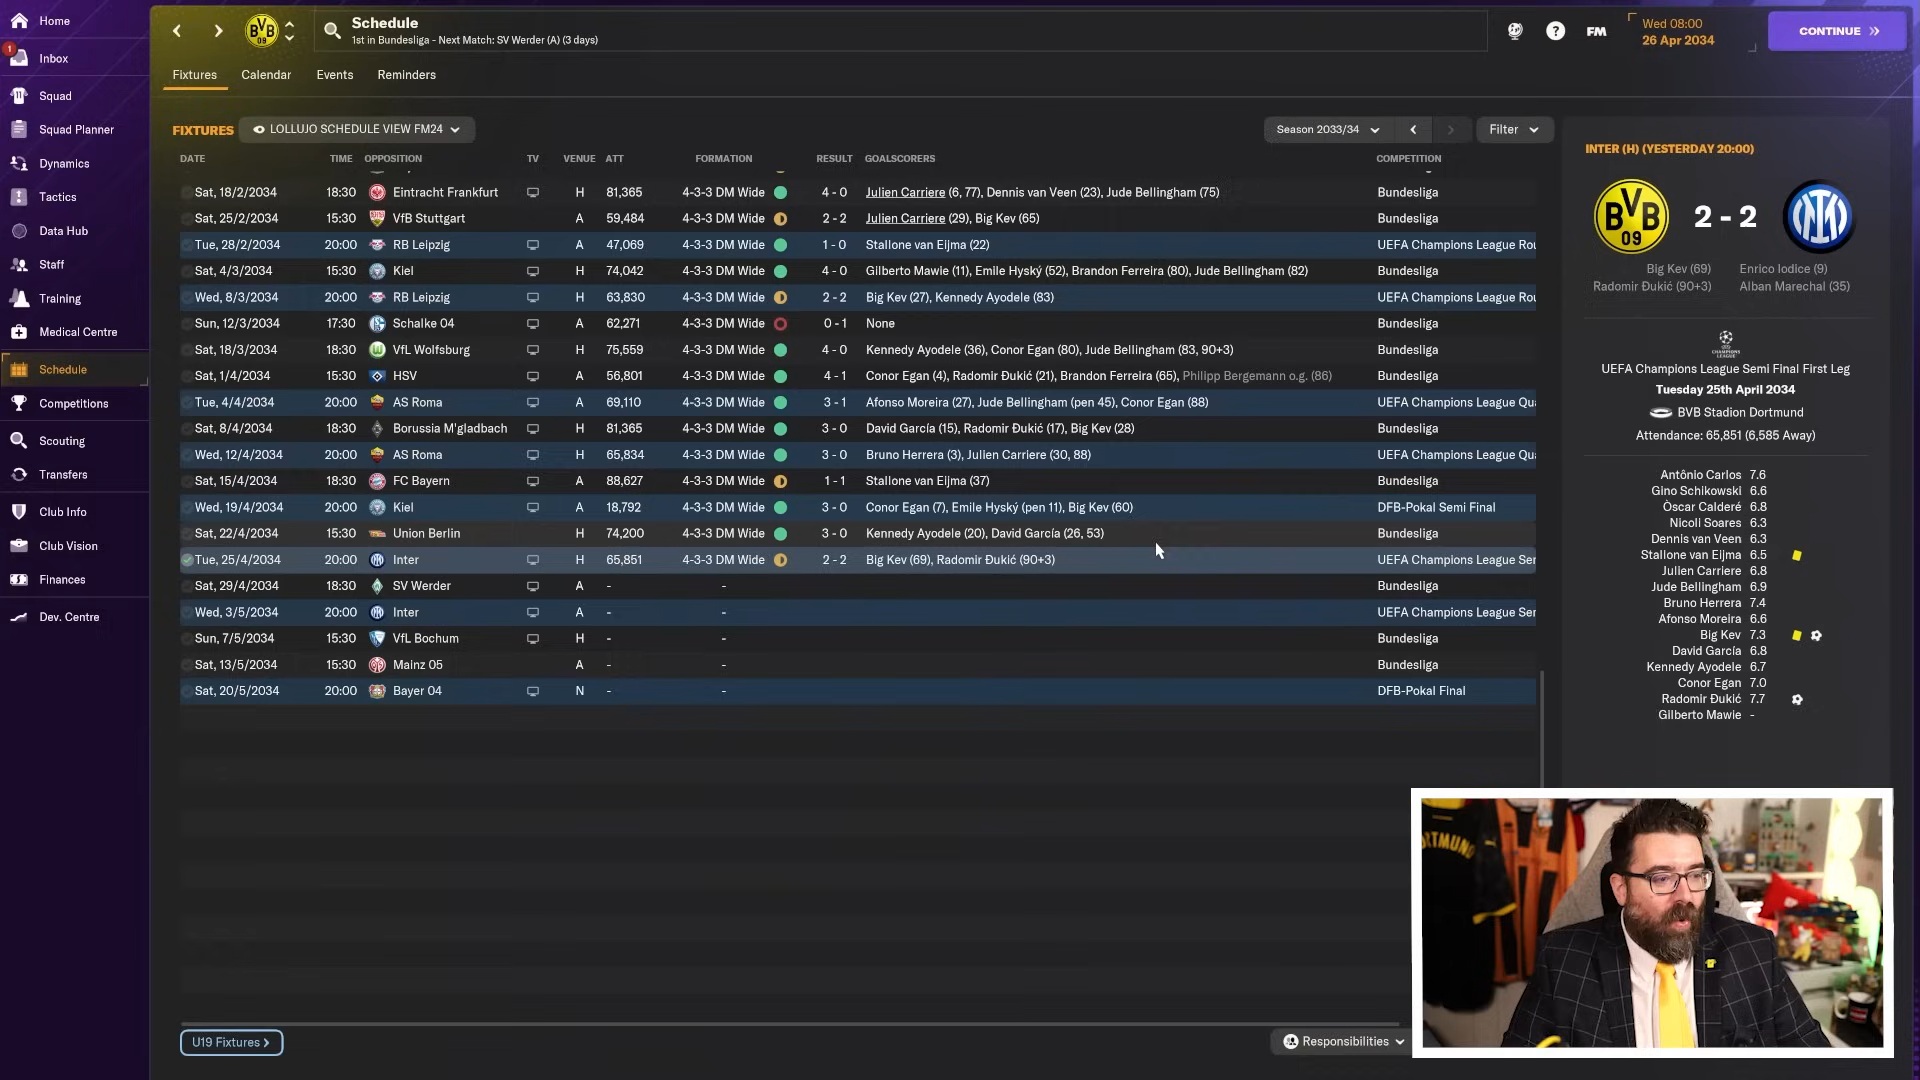 Home
1
Inbox
Squad
Squad Planner
Dynamics
Tactics
Data Hub
Staff
Training
Medical Centre
Schedule
Competitions
Scouting
Transfers
Club Info
Club Vision
Finances
Dev. Centre
BVB 09
Schedule
1st in Bundesliga - Next Match: SV Werder (A) (3 days)
?
FM
Wed 08:00
26 Apr 2034
CONTINUE
Fixtures Calendar Events Reminders
FIXTURES LOLLUJO SCHEDULE VIEW FM24 Season 2033/34 Filter
DATE TIME OPPOSITION TV VENUE ATT FORMATION RESULT GOALSCORERS COMPETITION
Sat, 18/2/2034 18:30 Eintracht Frankfurt H 81,365 4-3-3 DM Wide 4 - 0 Julien Carriere (6, 77), Dennis van Veen (23), Jude Bellingham (75) Bundesliga
Sat, 25/2/2034 15:30 VfB Stuttgart A 59,484 4-3-3 DM Wide 2 - 2 Julien Carriere (29), Big Kev (65) Bundesliga
Tue, 28/2/2034 20:00 RB Leipzig A 47,069 4-3-3 DM Wide 1 - 0 Stallone van Eijma (22) UEFA Champions League Rou
Sat, 4/3/2034 15:30 Kiel H 74,042 4-3-3 DM Wide 4 - 0 Gilberto Mawie (11), Emile Hyský (52), Brandon Ferreira (80), Jude Bellingham (82) Bundesliga
Wed, 8/3/2034 20:00 RB Leipzig H 63,830 4-3-3 DM Wide 2 - 2 Big Kev (27), Kennedy Ayodele (83) UEFA Champions League Rou
Sun, 12/3/2034 17:30 Schalke 04 A 62,271 4-3-3 DM Wide 0 - 1 None Bundesliga
Sat, 18/3/2034 18:30 VfL Wolfsburg H 75,559 4-3-3 DM Wide 4 - 0 Kennedy Ayodele (36), Conor Egan (80), Jude Bellingham (83, 90+3) Bundesliga
Sat, 1/4/2034 15:30 HSV A 56,801 4-3-3 DM Wide 4 - 1 Conor Egan (4), Radomir Đukić (21), Brandon Ferreira (65), Philipp Bergemann o.g. (86) Bundesliga
Tue, 4/4/2034 20:00 AS Roma A 69,110 4-3-3 DM Wide 3 - 1 Afonso Moreira (27), Jude Bellingham (pen 45), Conor Egan (88) UEFA Champions League Qua
Sat, 8/4/2034 18:30 Borussia M'gladbach H 81,365 4-3-3 DM Wide 3 - 0 David García (15), Radomir Đukić (17), Big Kev (28) Bundesliga
Wed, 12/4/2034 20:00 AS Roma H 65,834 4-3-3 DM Wide 3 - 0 Bruno Herrera (3), Julien Carriere (30, 88) UEFA Champions League Qua
Sat, 15/4/2034 18:30 FC Bayern A 88,627 4-3-3 DM Wide 1 - 1 Stallone van Eijma (37) Bundesliga
Wed, 19/4/2034 20:00 Kiel A 18,792 4-3-3 DM Wide 3 - 0 Conor Egan (7), Emile Hyský (pen 11), Big Kev (60) DFB-Pokal Semi Final
Sat, 22/4/2034 15:30 Union Berlin H 74,200 4-3-3 DM Wide 3 - 0 Kennedy Ayodele (20), David García (26, 53) Bundesliga
Tue, 25/4/2034 20:00 Inter H 65,851 4-3-3 DM Wide 2 - 2 Big Kev (69), Radomir Đukić (90+3) UEFA Champions League Ser
Sat, 29/4/2034 18:30 SV Werder A - - Bundesliga
Wed, 3/5/2034 20:00 Inter A - - UEFA Champions League Ser
Sun, 7/5/2034 15:30 VfL Bochum H - - Bundesliga
Sat, 13/5/2034 15:30 Mainz 05 A - - Bundesliga
Sat, 20/5/2034 20:00 Bayer 04 N - - DFB-Pokal Final
U19 Fixtures
Responsibilities
INTER (H) (YESTERDAY 20:00)
BVB 09 2 - 2
Big Kev (69) Enrico Iodice (9)
Radomir Đukić (90+3) Alban Marechal (35)
CHAMPIONS LEAGUE
UEFA Champions League Semi Final First Leg
Tuesday 25th April 2034
BVB Stadion Dortmund
Attendance: 65,851 (6,585 Away)
Antônio Carlos 7.6
Gino Schikowski 6.6
Òscar Calderé 6.8
Nicoli Soares 6.3
Dennis van Veen 6.3
Stallone van Eijma 6.5
Julien Carriere 6.8
Jude Bellingham 6.9
Bruno Herrera 7.4
Afonso Moreira 6.6
Big Kev 7.3
David García 6.8
Kennedy Ayodele 6.7
Conor Egan 7.0
Radomir Đukić 7.7
Gilberto Mawie -
DORTMUND